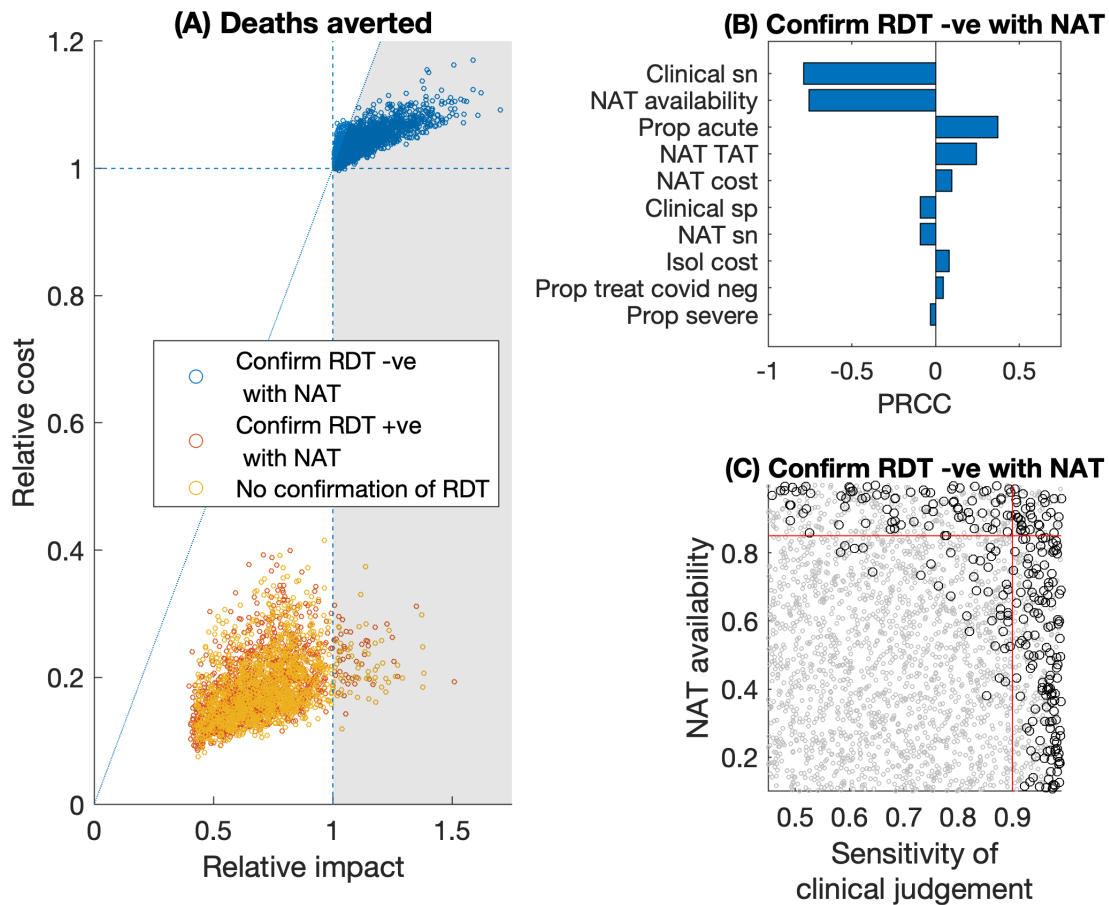 (A) Deaths averted
1.2
1
0.8
0.6
0.4
0.2
0
Relative cost
Confirm RDT -ve
with NAT
Confirm RDT +ve
with NAT
No confirmation of RDT
0 0.5 1 1.5
Relative impact
(B) Confirm RDT -ve with NAT
Clinical sn
NAT availability
Prop acute
NAT TAT
NAT cost
Clinical sp
NAT sn
Isol cost
Prop treat covid neg
Prop severe
-1 -0.5 0 0.5
PRCC
(C) Confirm RDT -ve with NAT
0.8
0.6
0.4
0.2
NAT availability
0.5 0.6 0.7 0.8 0.9
Sensitivity of
clinical judgement